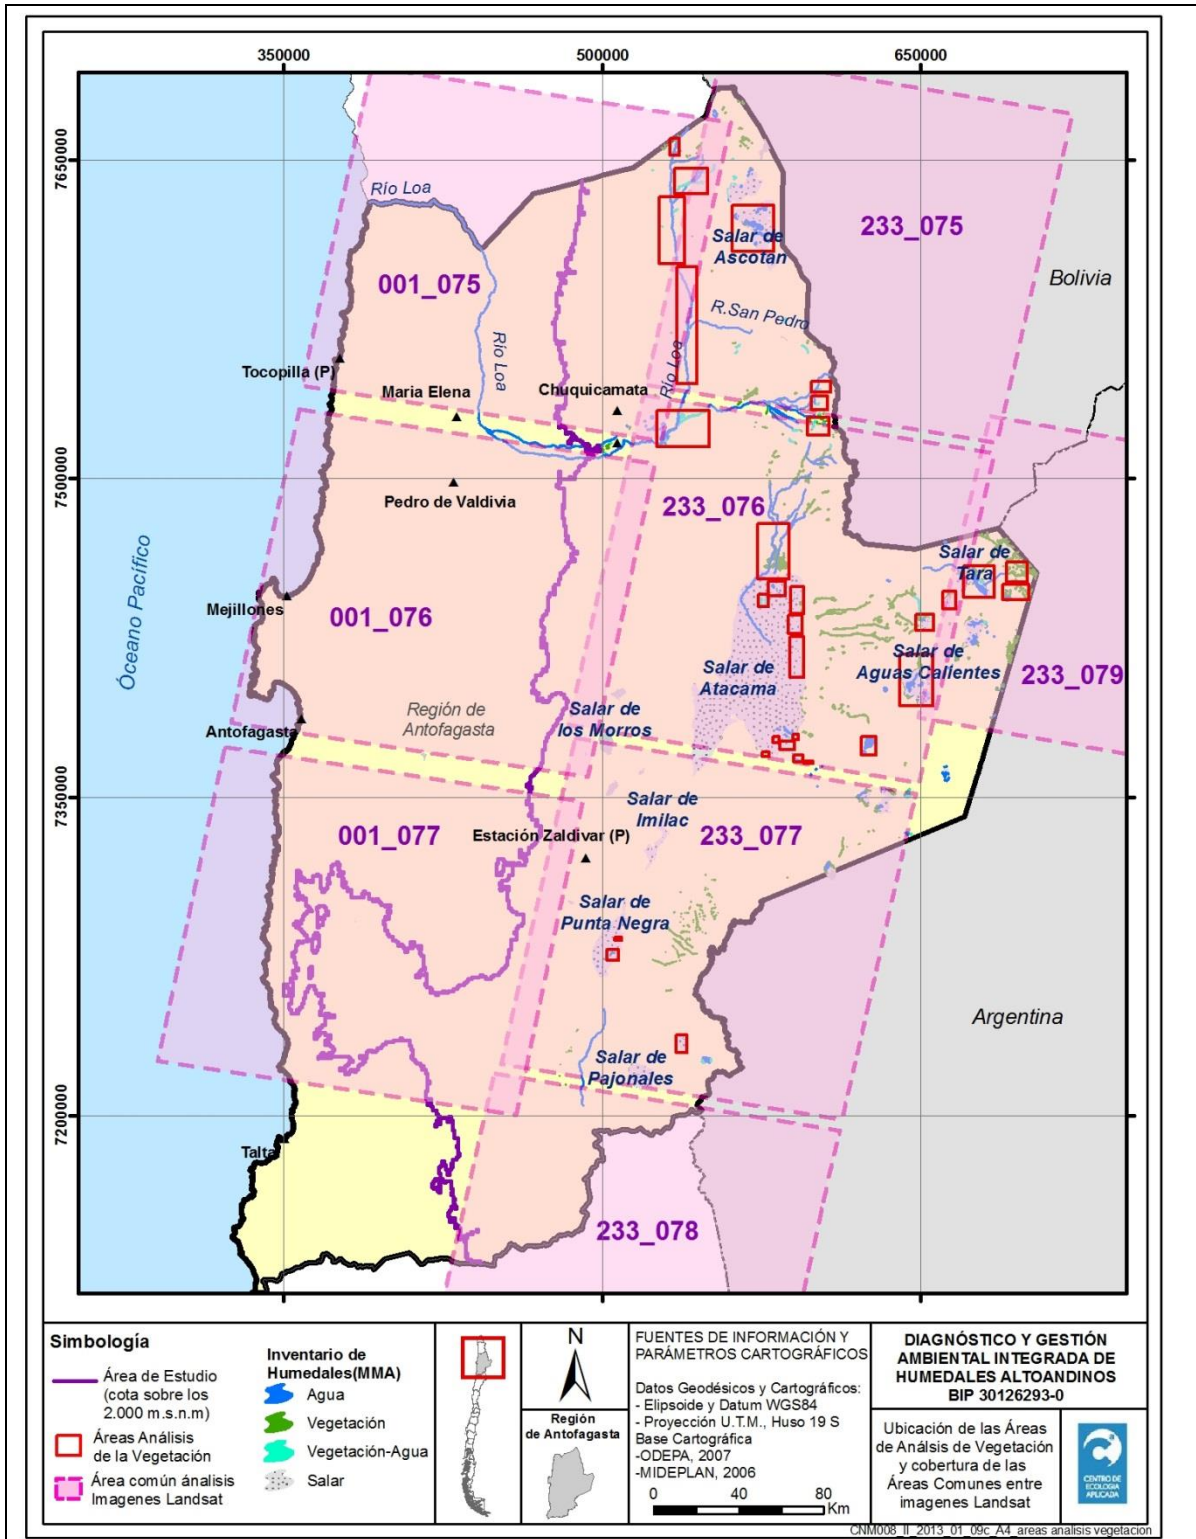 350000
500000
650000
7650000
7500000
7350000
7200000
Río Loa
001_075
233_075
Salar de
Ascotán
Bolivia
R.San Pedro
Río Loa
Río Loa
Tocopilla (P)
Maria Elena
Chuquicamata
Pedro de Valdivia
233_076
Óceano Pacífico
Salar de
Tara
Mejillones
001_076
Salar de
Aguas Calientes
233_079
Salar de
Atacama
Región de
Antofagasta
Salar de
los Morros
Antofagasta
Salar de
Imilac
001_077
Estación Zaldivar (P)
233_077
Salar de
Punta Negra
Argentina
Salar de
Pajonales
Talta
233_078
Simbología
Área de Estudio
(cota sobre los
2.000 m.s.n.m)
Áreas Análisis
de la Vegetación
Área común ánalisis
Imagenes Landsat
Inventario de
Humedales(MMA)
Agua
Vegetación
Vegetación-Agua
Salar
N
Región
de Antofagasta
FUENTES DE INFORMACIÓN Y
PARÁMETROS CARTOGRÁFICOS
Datos Geodésicos y Cartográficos:
- Elipsoide y Datum WGS84
- Proyección U.T.M., Huso 19 S
Base Cartográfica
-ODEPA, 2007
-MIDEPLAN, 2006
0 40 80
Km
DIAGNÓSTICO Y GESTIÓN
AMBIENTAL INTEGRADA DE
HUMEDALES ALTOANDINOS
BIP 30126293-0
Ubicación de las Áreas
de Análsis de Vegetación
y cobertura de las
Áreas Comunes entre
imagenes Landsat
CENTRO DE
ECOLOGIA
APLICADA
CNM008_II_2013_01_09c_A4_areas analisis vegetacion